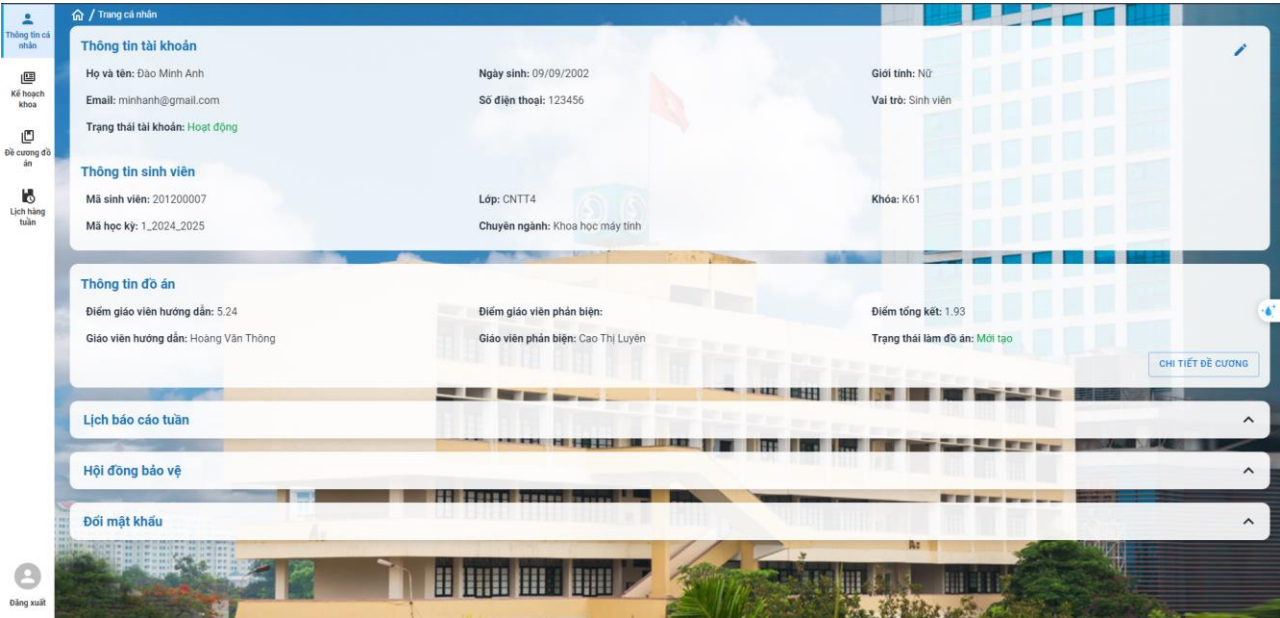 / Trang cá nhân
Thông tin cá
nhân
Kế hoạch
khoa
Đề cương đồ
án
Lịch hàng
tuần
Đăng xuất
Thông tin tài khoản
Họ và tên: Đào Minh Anh Ngày sinh: 09/09/2002 Giới tính: Nữ
Email: minhanh@gmail.com Số điện thoại: 123456 Vai trò: Sinh viên
Trạng thái tài khoản: Hoạt động
Thông tin sinh viên
Mã sinh viên: 201200007 Lớp: CNTT4 Khóa: K61
Mã học kỳ: 1_2024_2025 Chuyên ngành: Khoa học máy tính
Thông tin đồ án
Điểm giáo viên hướng dẫn: 5.24 Điểm giáo viên phản biện: Điểm tổng kết: 1.93
Giáo viên hướng dẫn: Hoàng Văn Thông Giáo viên phản biện: Cao Thị Luyên Trạng thái làm đồ án: Mới tạo
CHI TIẾT ĐỀ CƯƠNG
Lịch báo cáo tuần
Hội đồng bảo vệ
Đổi mật khẩu